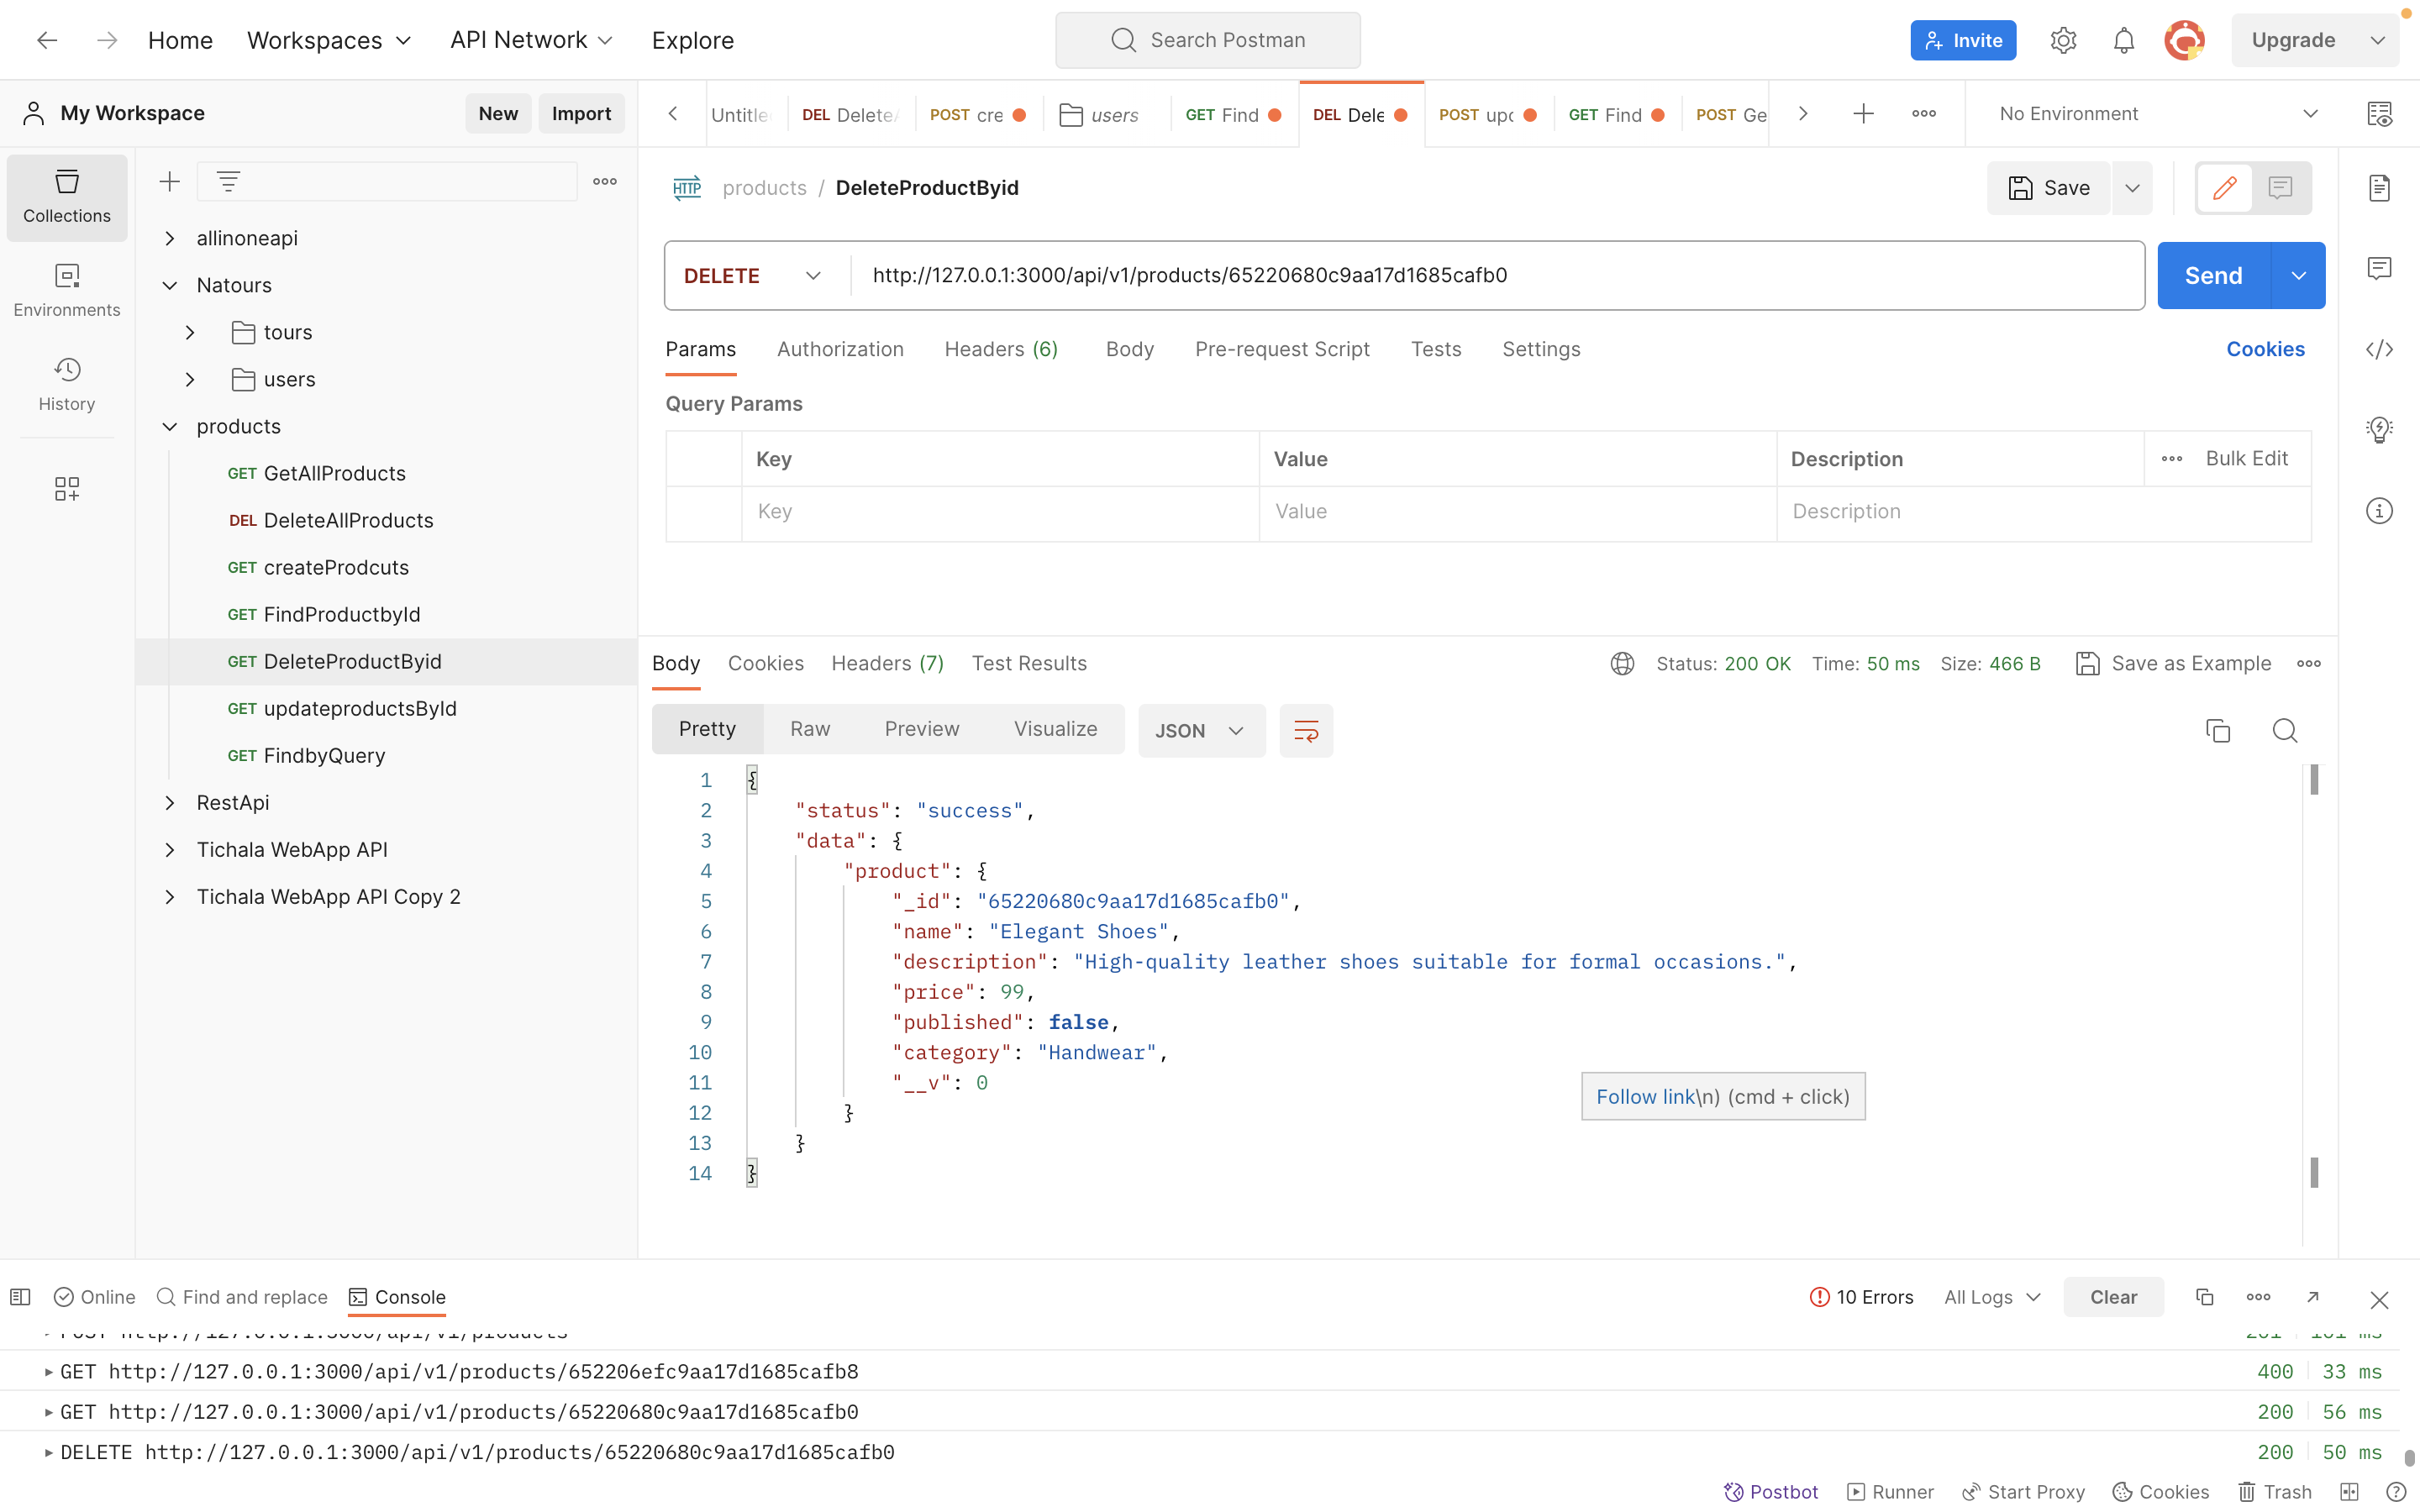 Home
Workspaces
API Network
Explore
Search Postman
Invite
Upgrade
My Workspace
New
Import
Untitle
DEL Delete
POST cre
users
GET Find
DEL Dele
POST upd
GET Find
POST Ge
No Environment
Collections
Environments
History
allinoneapi
Natours
tours
users
products
GET GetAllProducts
DEL DeleteAllProducts
GET createProdcuts
GET FindProductbyId
GET DeleteProductByid
GET updateproductsById
GET FindbyQuery
RestApi
Tichala WebApp API
Tichala WebApp API Copy 2
HTTP products / DeleteProductByid
Save
DELETE
http://127.0.0.1:3000/api/v1/products/65220680c9aa17d1685cafb0
Send
Params Authorization Headers (6) Body Pre-request Script Tests Settings
Cookies
Query Params
Key Value Description Bulk Edit
Key Value Description
Body Cookies Headers (7) Test Results
Status: 200 OK Time: 50 ms Size: 466 B
Save as Example
Pretty Raw Preview Visualize JSON
1 {
2 "status": "success",
3 "data": {
4 "product": {
5 "_id": "65220680c9aa17d1685cafb0",
6 "name": "Elegant Shoes",
7 "description": "High-quality leather shoes suitable for formal occasions.",
8 "price": 99,
9 "published": false,
10 "category": "Handwear",
11 "__v": 0
12 }
13 }
14 }
Follow link\n) (cmd + click)
Online
Find and replace
Console
10 Errors
All Logs
Clear
POST http://127.0.0.1:3000/api/v1/products 201 101 ms
GET http://127.0.0.1:3000/api/v1/products/652206efc9aa17d1685cafb8 400 33 ms
GET http://127.0.0.1:3000/api/v1/products/65220680c9aa17d1685cafb0 200 56 ms
DELETE http://127.0.0.1:3000/api/v1/products/65220680c9aa17d1685cafb0 200 50 ms
Postbot
Runner
Start Proxy
Cookies
Trash